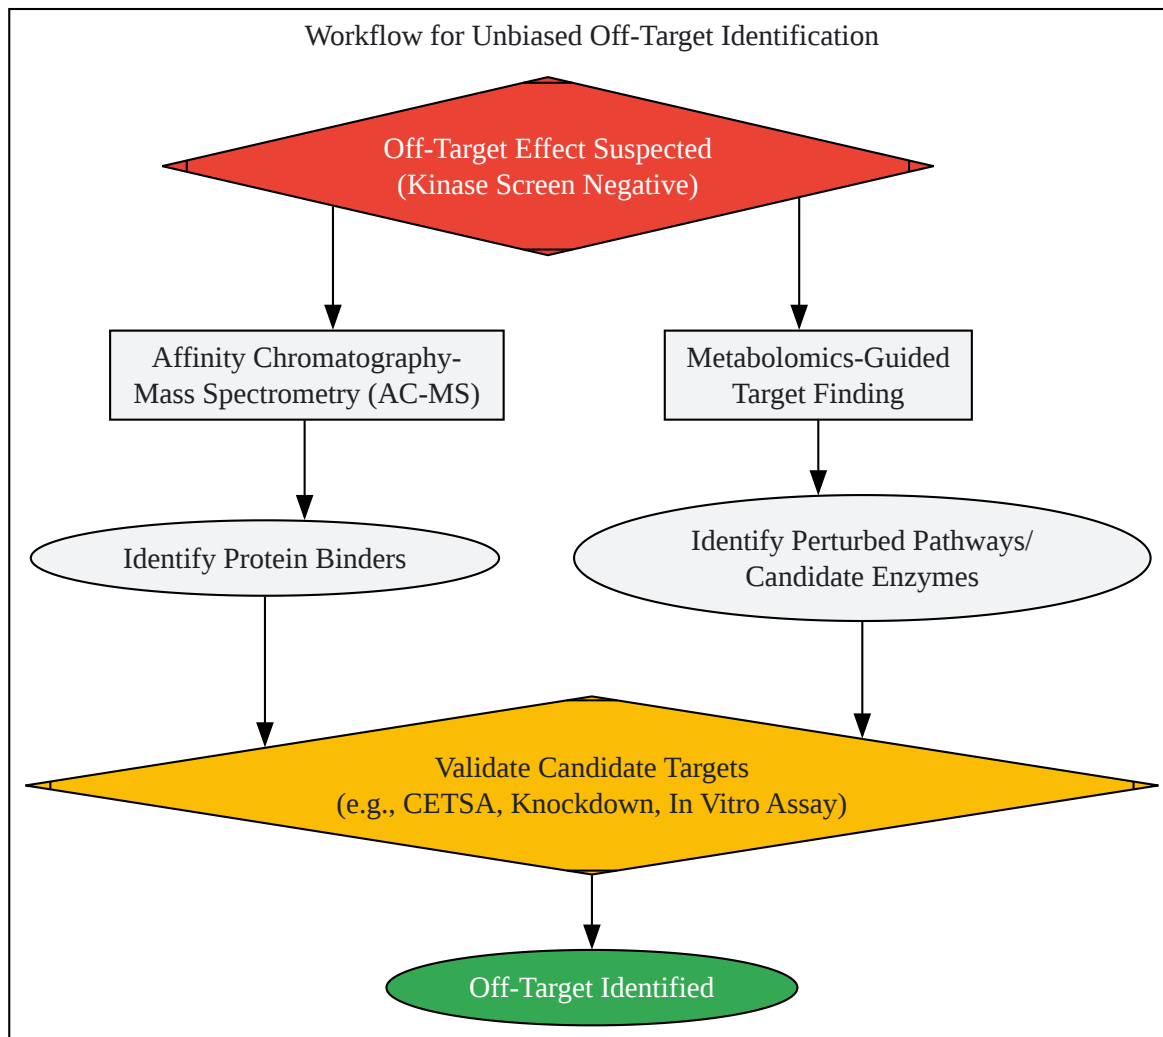 Workflow for Unbiased Off-Target Identification
Off-Target Effect Suspected
(Kinase Screen Negative)
Affinity Chromatography-
Mass Spectrometry (AC-MS)
Metabolomics-Guided
Target Finding
Identify Protein Binders
Identify Perturbed Pathways/
Candidate Enzymes
Validate Candidate Targets
(e.g., CETSA, Knockdown, In Vitro Assay)
Off-Target Identified